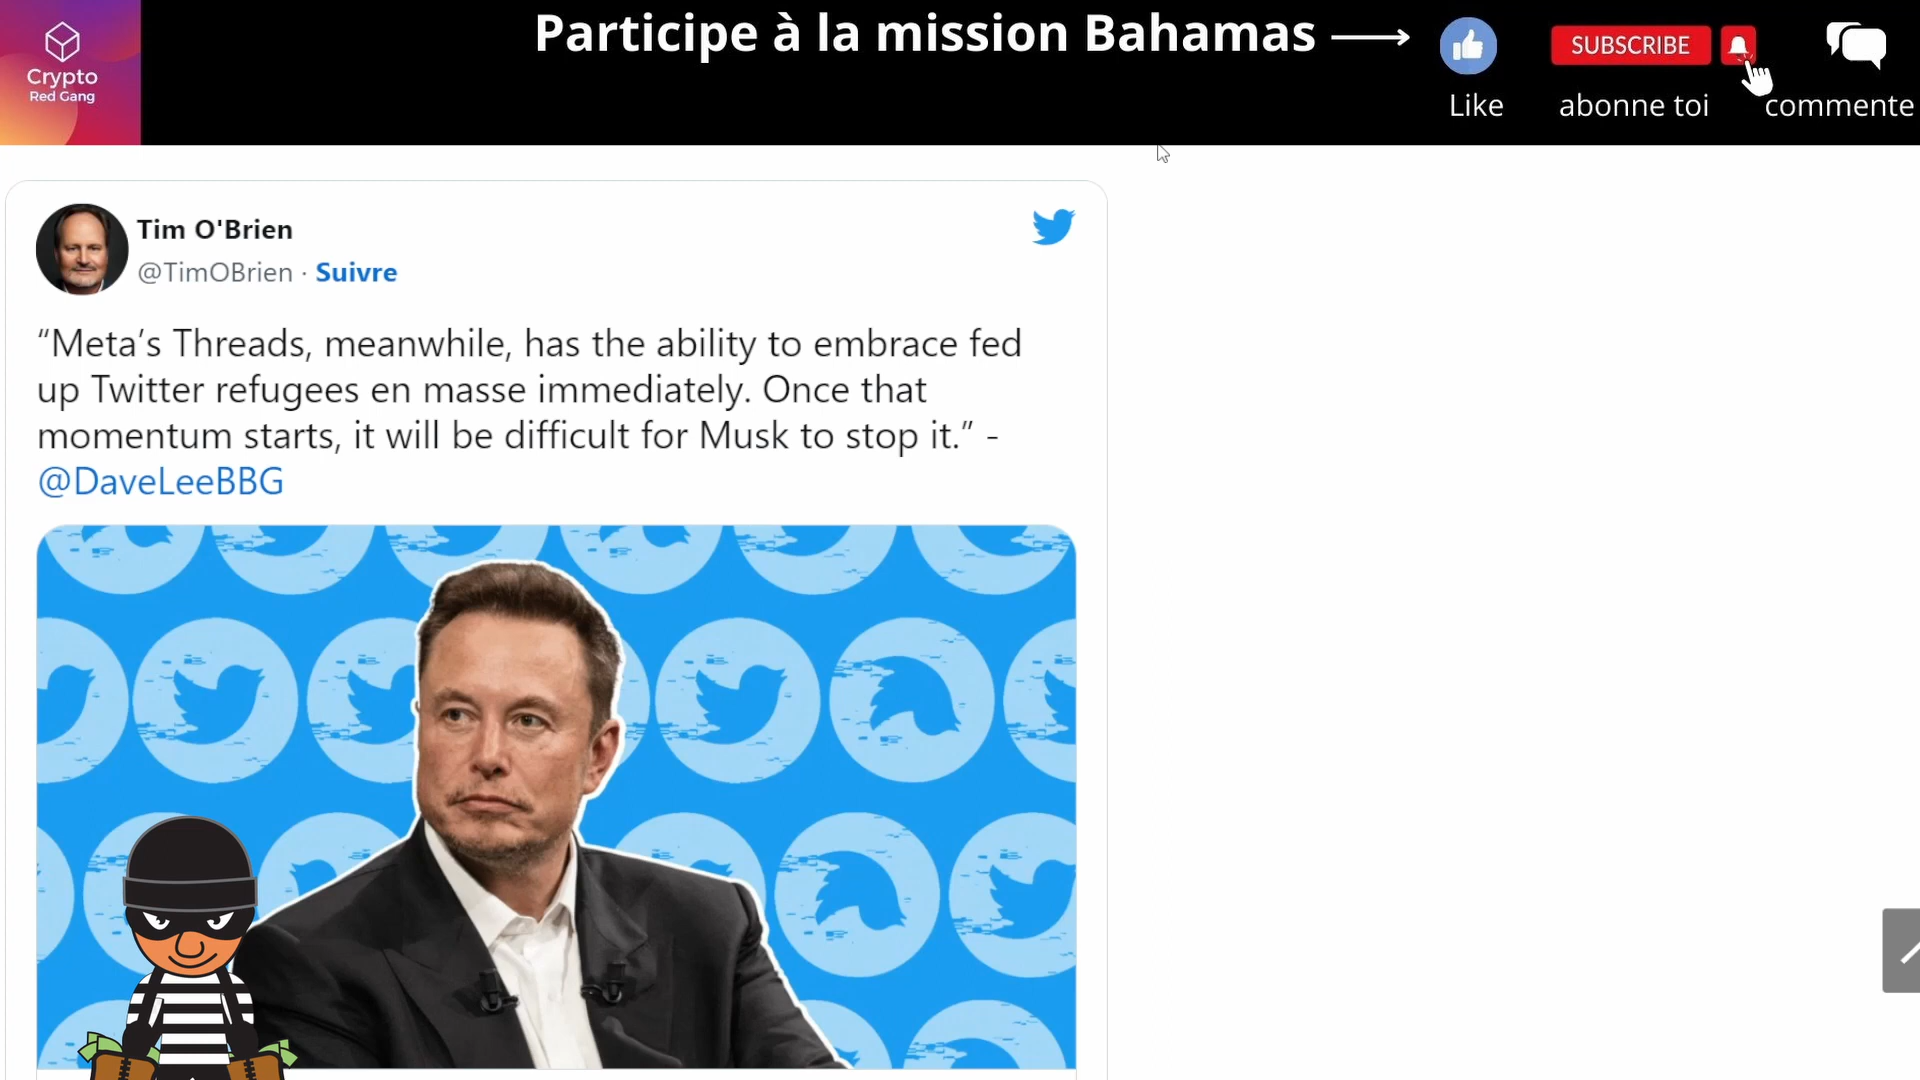 Participe à la mission Bahamas
Crypto
Red Gang
SUBSCRIBE
Like
abonne toi
commente
Tim O'Brien
@TimOBrien · Suivre
“Meta’s Threads, meanwhile, has the ability to embrace fed
up Twitter refugees en masse immediately. Once that
momentum starts, it will be difficult for Musk to stop it.” -
@DaveLeeBBG